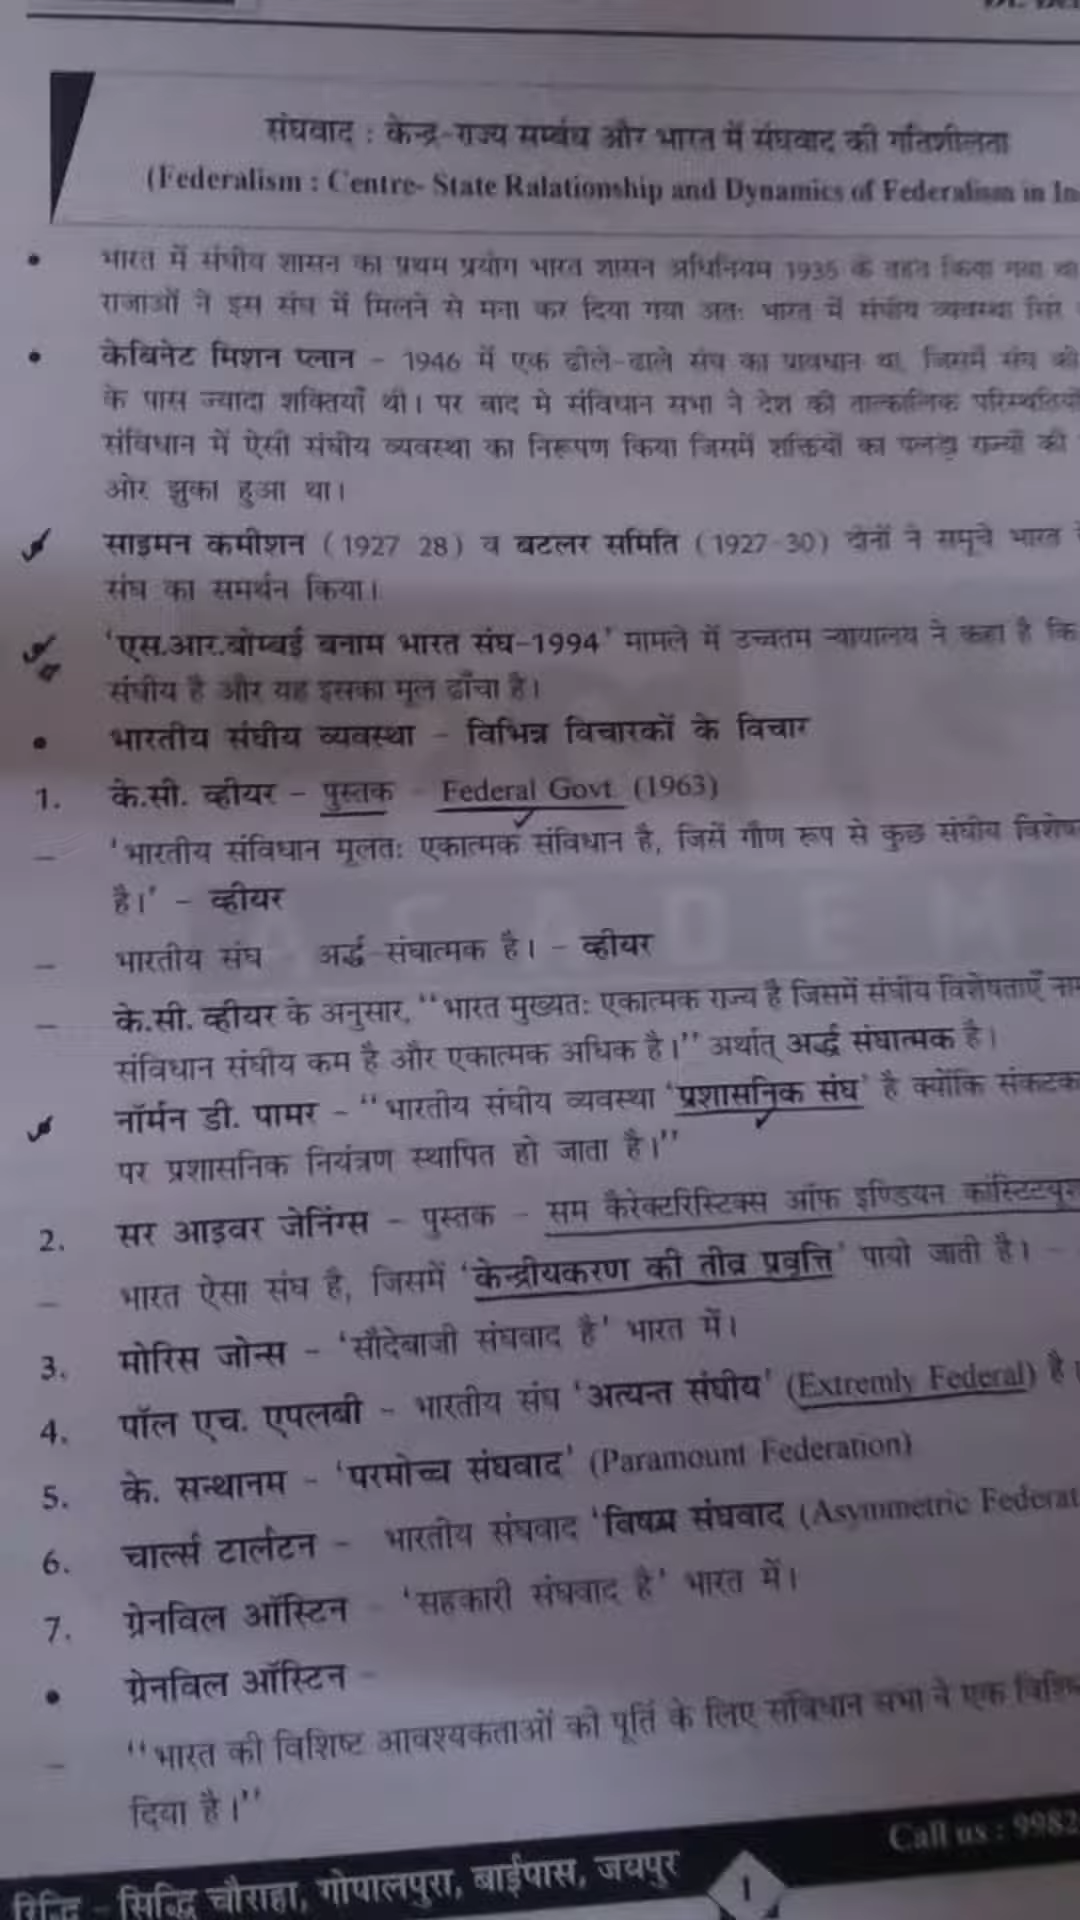 संघवाद : केन्द्र-राज्य सम्बंध और भारत में संघवाद की गतिशीलता
(Federalism : Centre- State Ralationship and Dynamics of Federalism in In
• भारत में संघीय शासन का प्रथम प्रयोग भारत शासन अधिनियम 1935 के तहत किया गया था
राजाओं ने इस संघ में मिलने से मना कर दिया गया अतः भारत में संघीय व्यवस्था सिरे
• केबिनेट मिशन प्लान - 1946 में एक ढीले-ढाले संघ का प्रावधान था, जिसमें संघ की
के पास ज्यादा शक्तियाँ थी। पर बाद मे संविधान सभा ने देश की तात्कालिक परिस्थतियों
संविधान में ऐसी संघीय व्यवस्था का निरूपण किया जिसमें शक्तियों का पलड़ा राज्यों की
ओर झुका हुआ था।
साइमन कमीशन (1927 28) व बटलर समिति (1927-30) दोनों ने समूचे भारत
संघ का समर्थन किया।
'एस.आर.बोम्बई बनाम भारत संघ-1994' मामले में उच्चतम न्यायालय ने कहा है कि
संघीय है और यह इसका मूल ढाँचा है।
• भारतीय संघीय व्यवस्था - विभिन्न विचारकों के विचार
1. के.सी. व्हीयर - पुस्तक - Federal Govt. (1963)
– 'भारतीय संविधान मूलतः एकात्मक संविधान है, जिसें गौण रूप से कुछ संघीय विशेष
है।' - व्हीयर
– भारतीय संघ अर्द्ध-संघात्मक है। - व्हीयर
– के.सी. व्हीयर के अनुसार, "भारत मुख्यतः एकात्मक राज्य है जिसमें संघीय विशेषताएँ नाम
संविधान संघीय कम है और एकात्मक अधिक है।" अर्थात् अर्द्ध संघात्मक है।
नॉर्मन डी. पामर - "भारतीय संघीय व्यवस्था 'प्रशासनिक संघ' है क्योंकि संकटक
पर प्रशासनिक नियंत्रण स्थापित हो जाता है।"
2. सर आइवर जेनिंग्स - पुस्तक - सम कैरेक्टरिस्टिक्स ऑफ इण्डियन कांस्टिटयूश
– भारत ऐसा संघ है, जिसमें 'केन्द्रीयकरण की तीव्र प्रवृत्ति' पायी जाती है। -
3. मोरिस जोन्स - 'सौदेबाजी संघवाद है' भारत में।
4. पॉल एच. एपलबी - भारतीय संघ 'अत्यन्त संघीय' (Extremly Federal) है।
5. के. सन्थानम - 'परमोच्च संघवाद' (Paramount Federation)
6. चार्ल्स टार्लटन - भारतीय संघवाद 'विषम संघवाद (Asymmetric Federat
7. ग्रेनविल ऑस्टिन - 'सहकारी संघवाद है' भारत में।
• ग्रेनविल ऑस्टिन -
– "भारत की विशिष्ट आवश्यकताओं की पूर्ति के लिए संविधान सभा ने एक विशि
दिया है।"
Call us : 9982
रिद्धि - सिद्धि चौराहा, गोपालपुरा, बाईपास, जयपुर
1